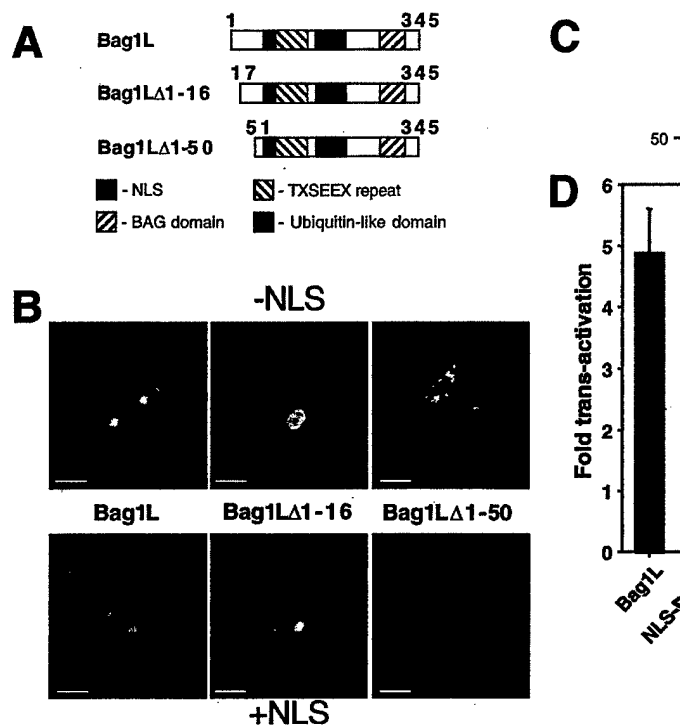 A
1 345
Bag1L
17 345
Bag1LΔ1-16
51 345
Bag1LΔ1-50
- NLS - TXSEEX repeat
- BAG domain - Ubiquitin-like domain
B
-NLS
Bag1L Bag1LΔ1-16 Bag1LΔ1-50
+NLS
C
50
D
Fold trans-activation
6
5
4
3
2
1
0
Bag1L